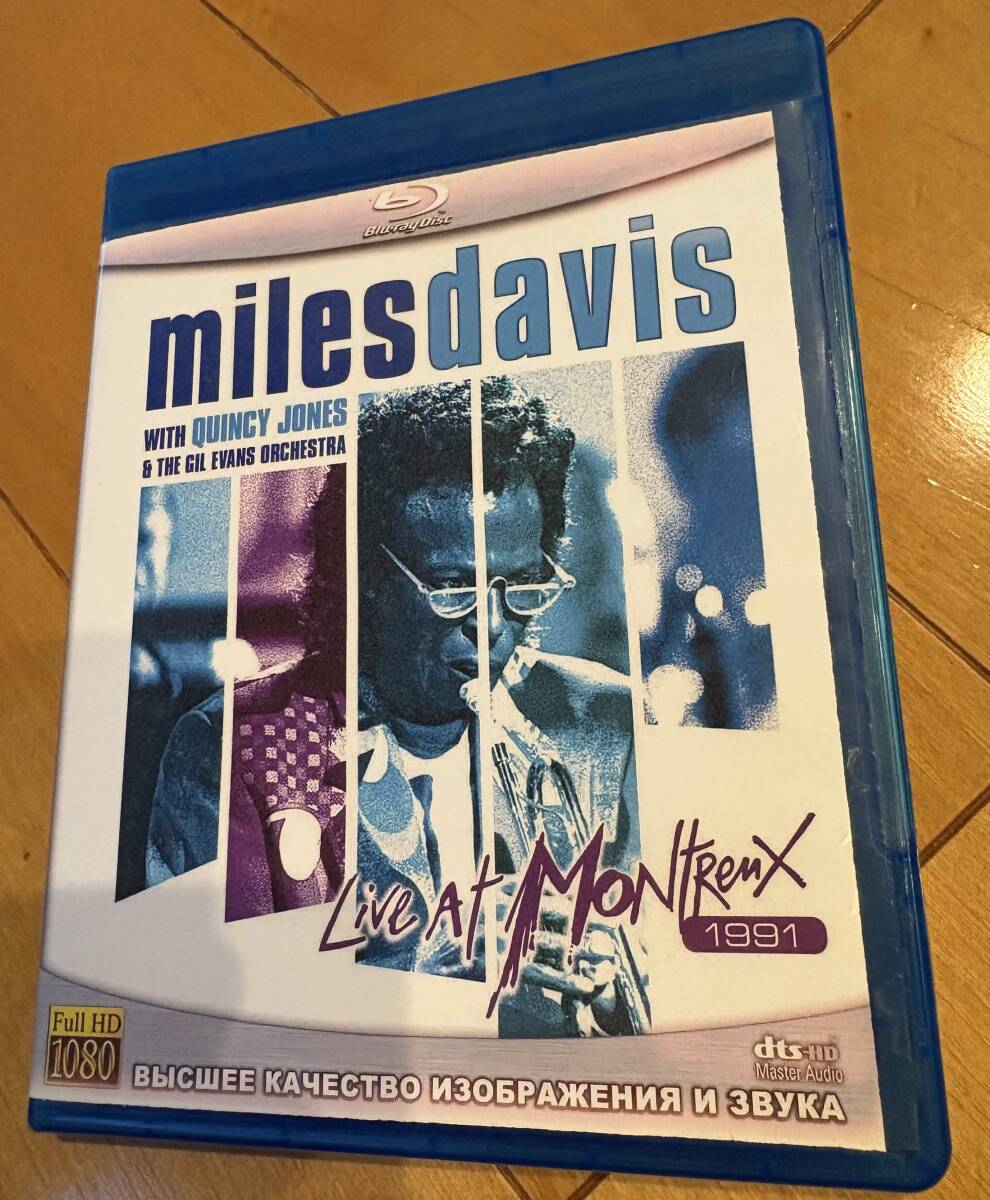 Blu-ray Disc
milesdavis
WITH QUINCY JONES
& THE GIL EVANS ORCHESTRA
Live At Montreux
1991
Full HD
1080
dts-HD
Master Audio
ВЫСШЕЕ КАЧЕСТВО ИЗОБРАЖЕНИЯ И ЗВУКА